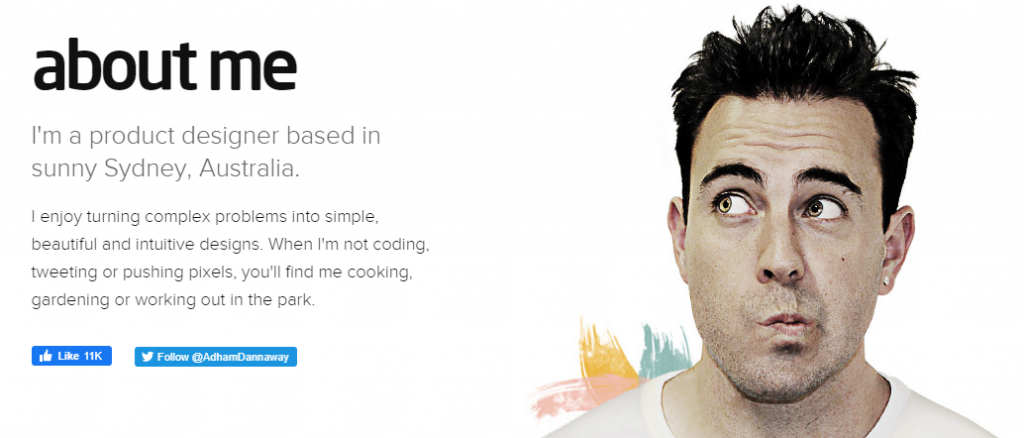 about me
I'm a product designer based in
sunny Sydney, Australia.
I enjoy turning complex problems into simple,
beautiful and intuitive designs. When I'm not coding,
tweeting or pushing pixels, you'll find me cooking,
gardening or working out in the park.
Like 11K
Follow @AdhamDannaway